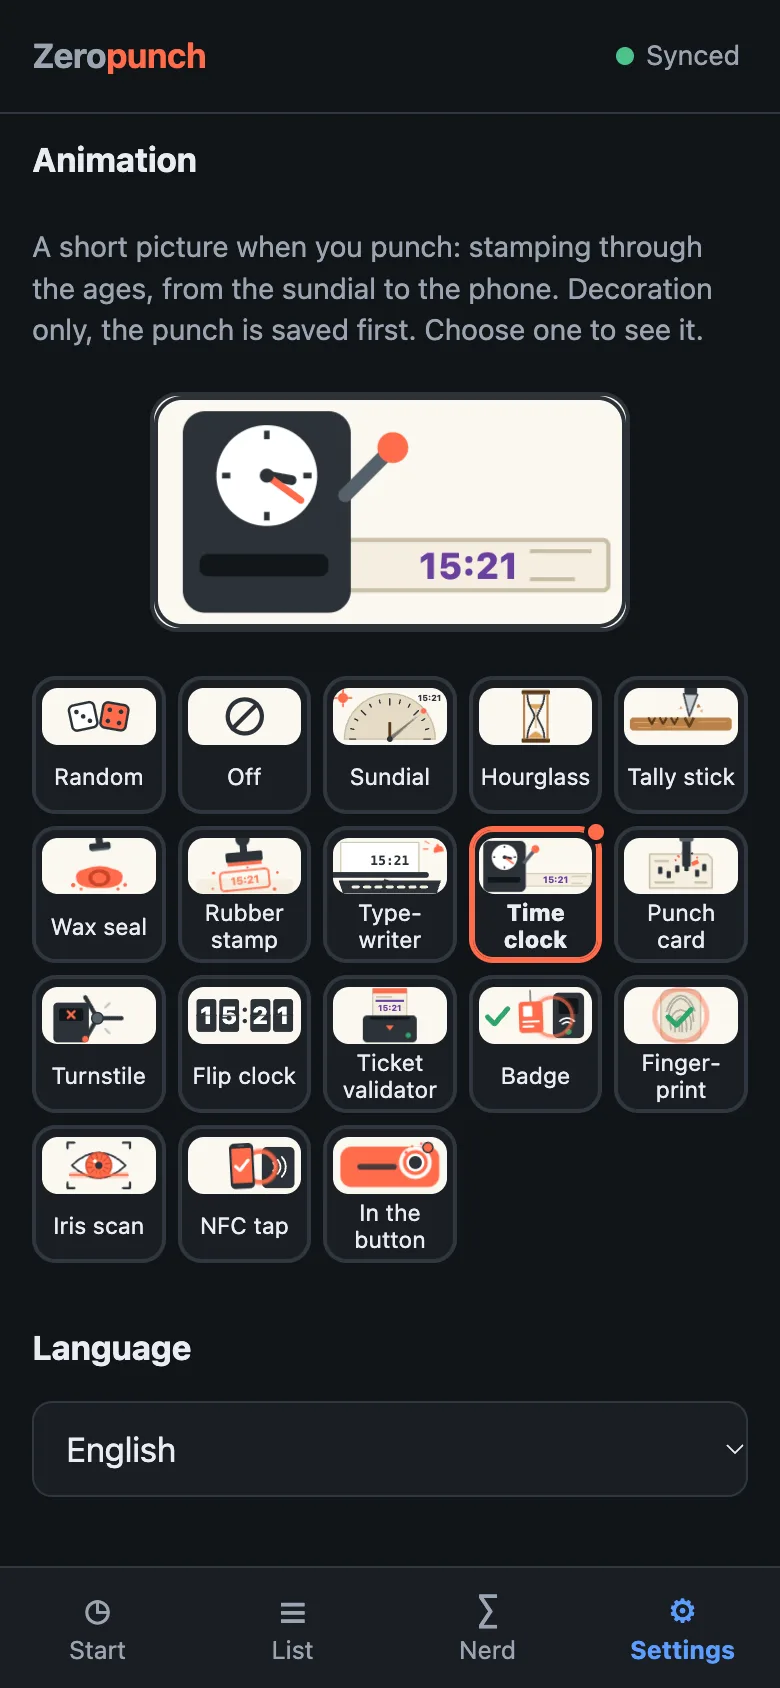 Zeropunch
Synced
Animation
A short picture when you punch: stamping through
the ages, from the sundial to the phone. Decoration
only, the punch is saved first. Choose one to see it.
15:21
15:21
Random
Off
Sundial
Hourglass
Tally stick
15:21
15:21
15:21
Wax seal
Rubber
stamp
Type-
writer
Time
clock
Punch
card
15:21
15:21
Turnstile
Flip clock
Ticket
validator
Badge
Finger-
print
Iris scan
NFC tap
In the
button
Language
English
Start
List
Nerd
Settings